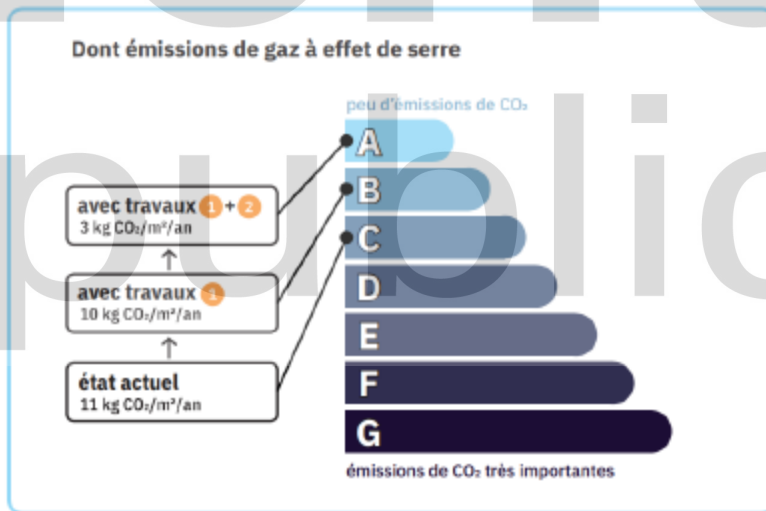 Dont émissions de gaz à effet de serre
peu d'émissions de CO₂
A
B
C
D
E
F
G
émissions de CO₂ très importantes
avec travaux 1 + 2
3 kg CO₂/m²/an
avec travaux 1
10 kg CO₂/m²/an
état actuel
11 kg CO₂/m²/an
public